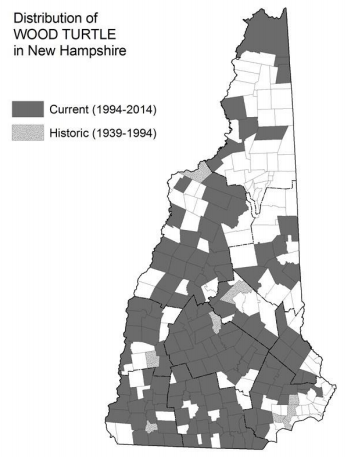 Distribution of
WOOD TURTLE
in New Hampshire
Current (1994-2014)
Historic (1939-1994)